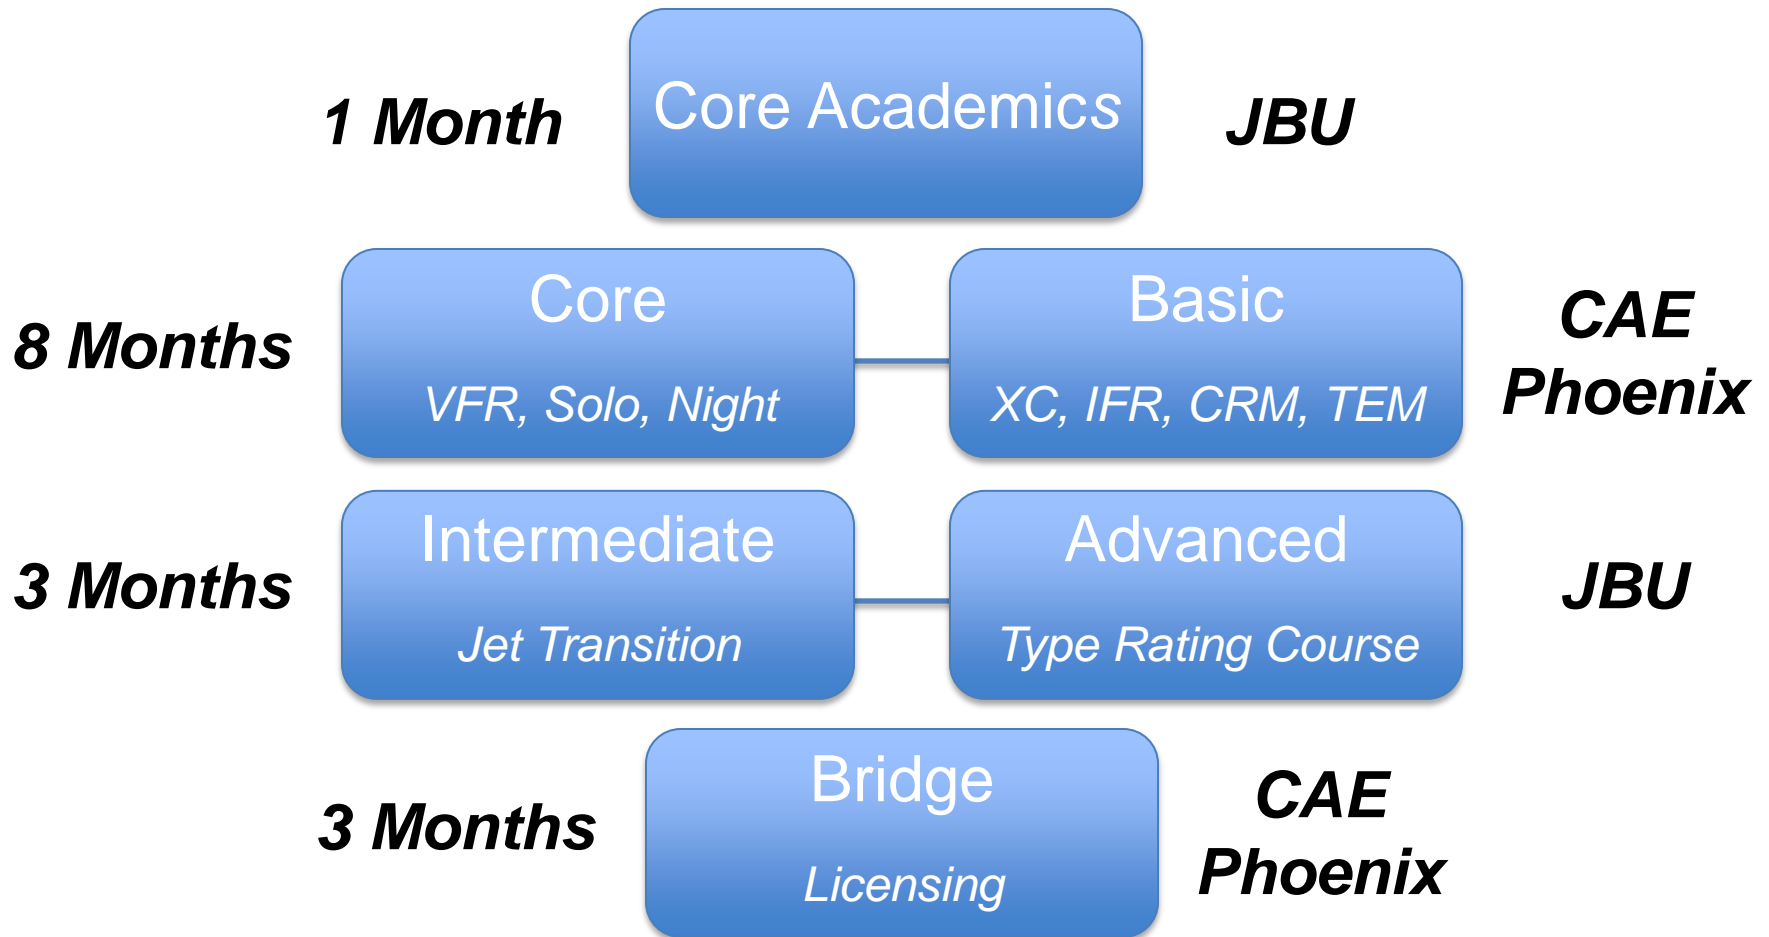 1 Month
Core Academics
JBU
8 Months
Core
VFR, Solo, Night
Basic
XC, IFR, CRM, TEM
CAE
Phoenix
3 Months
Intermediate
Jet Transition
Advanced
Type Rating Course
JBU
3 Months
Bridge
Licensing
CAE
Phoenix